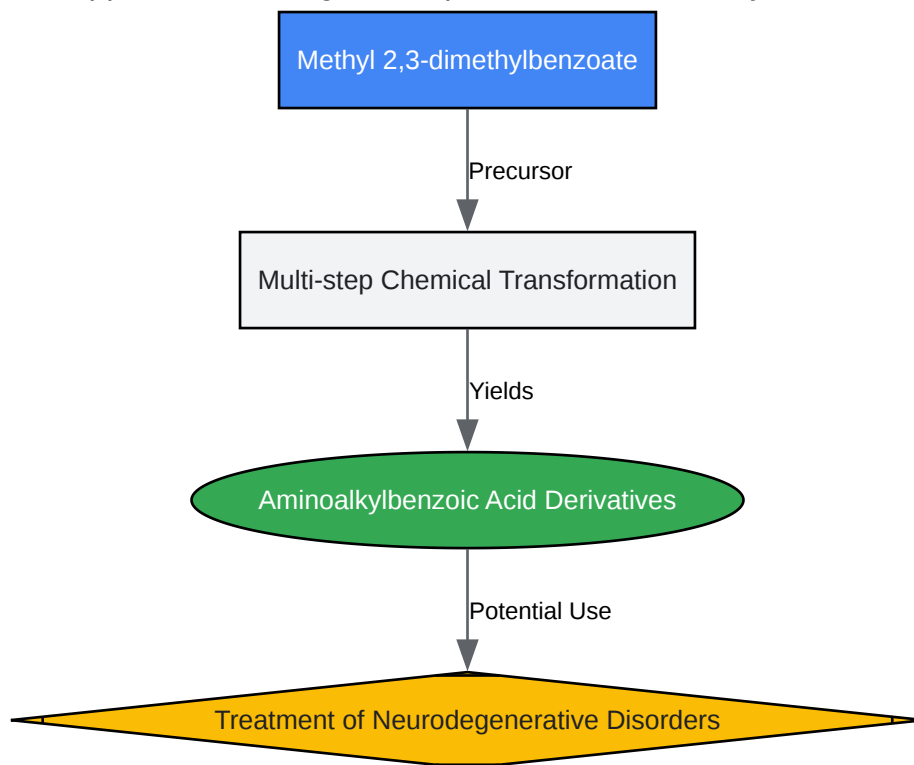 Methyl 2,3-dimethylbenzoate
Precursor
Multi-step Chemical Transformation
Yields
Aminoalkylbenzoic Acid Derivatives
Potential Use
Treatment of Neurodegenerative Disorders